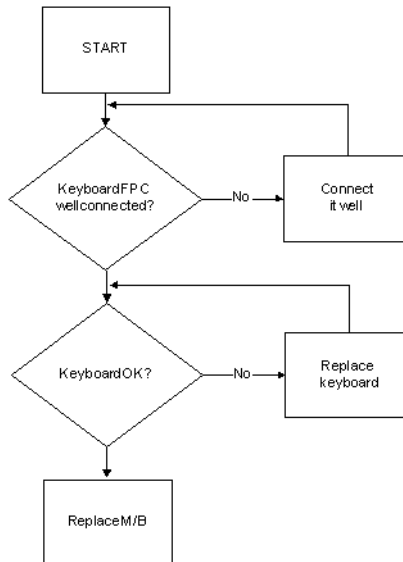 START
KeyboardFPC
wellconnected?
No
Connect
it well
KeyboardOK?
No
Replace
keyboard
ReplaceM/B